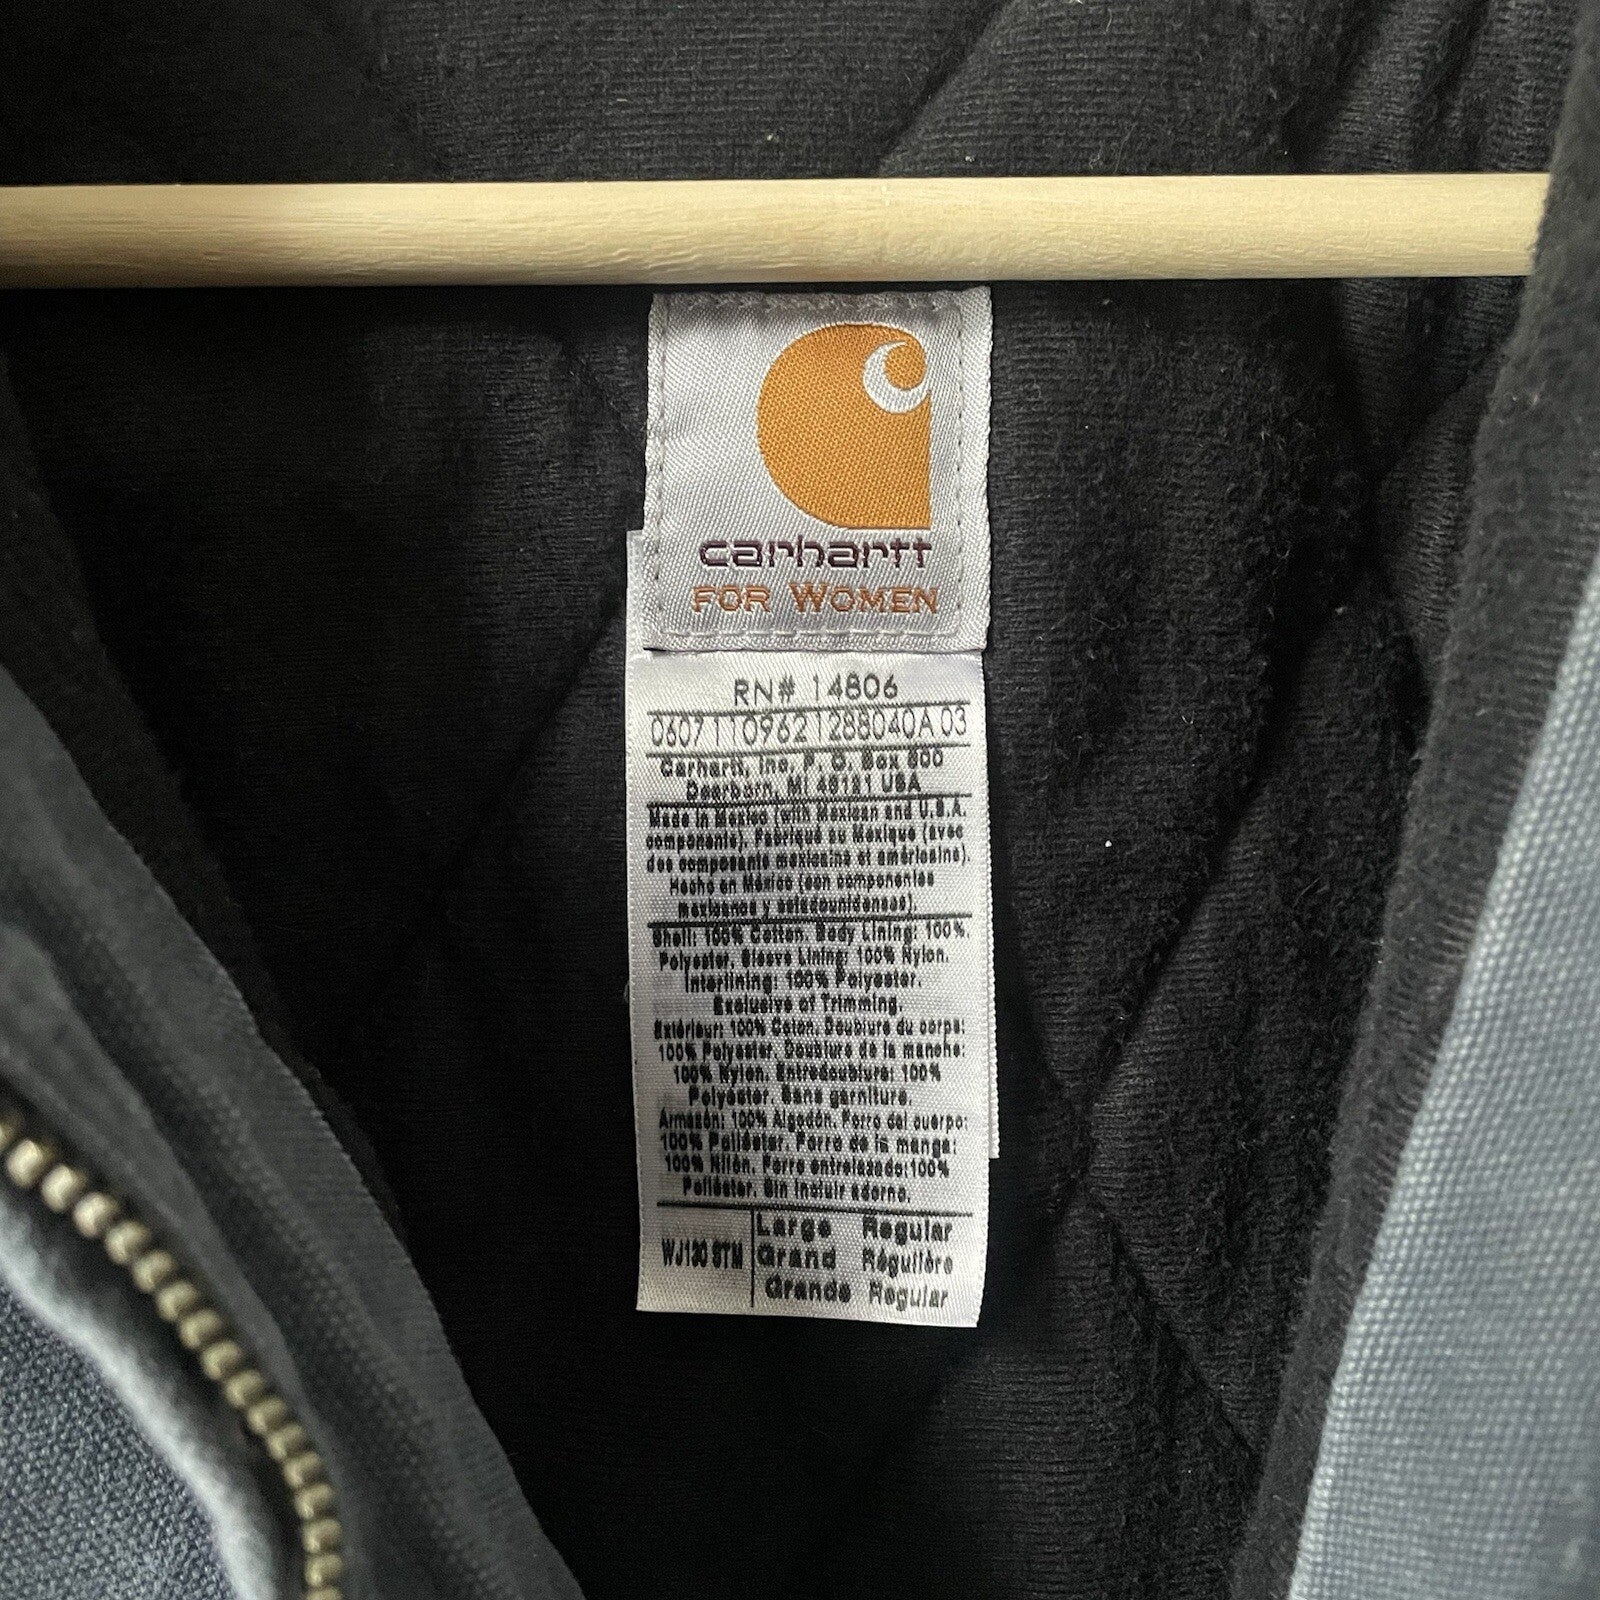 carhartt
FOR WOMEN
RN# 14806
0607 1109621288040A 03
Carhartt, Inc. P. O. Box 600
Dearborn, MI 48121 USA
Made in Mexico (with Mexican and U.S.A.
components). Fabriqué au Mexique (avec
des composants mexicains et américains).
Hecho en México (con componentes
mexicanos y estadounidenses).
Shell: 100% Cotton. Body Lining: 100%
Polyester. Sleeve Lining: 100% Nylon.
Interlining: 100% Polyester.
Exclusive of Trimming.
Extérieur: 100% Coton. Doublure du corps:
100% Polyester. Doublure de la manche:
100% Nylon. Entredoublure: 100%
Polyester. Sans garniture.
Armazón: 100% Algodón. Forro del cuerpo:
100% Poliéster. Forro de la manga:
100% Nilón. Forro entrelazado:100%
Poliéster. Sin incluir adorno.
WJ130 STM
Large Regular
Grand Régulière
Grande Regular